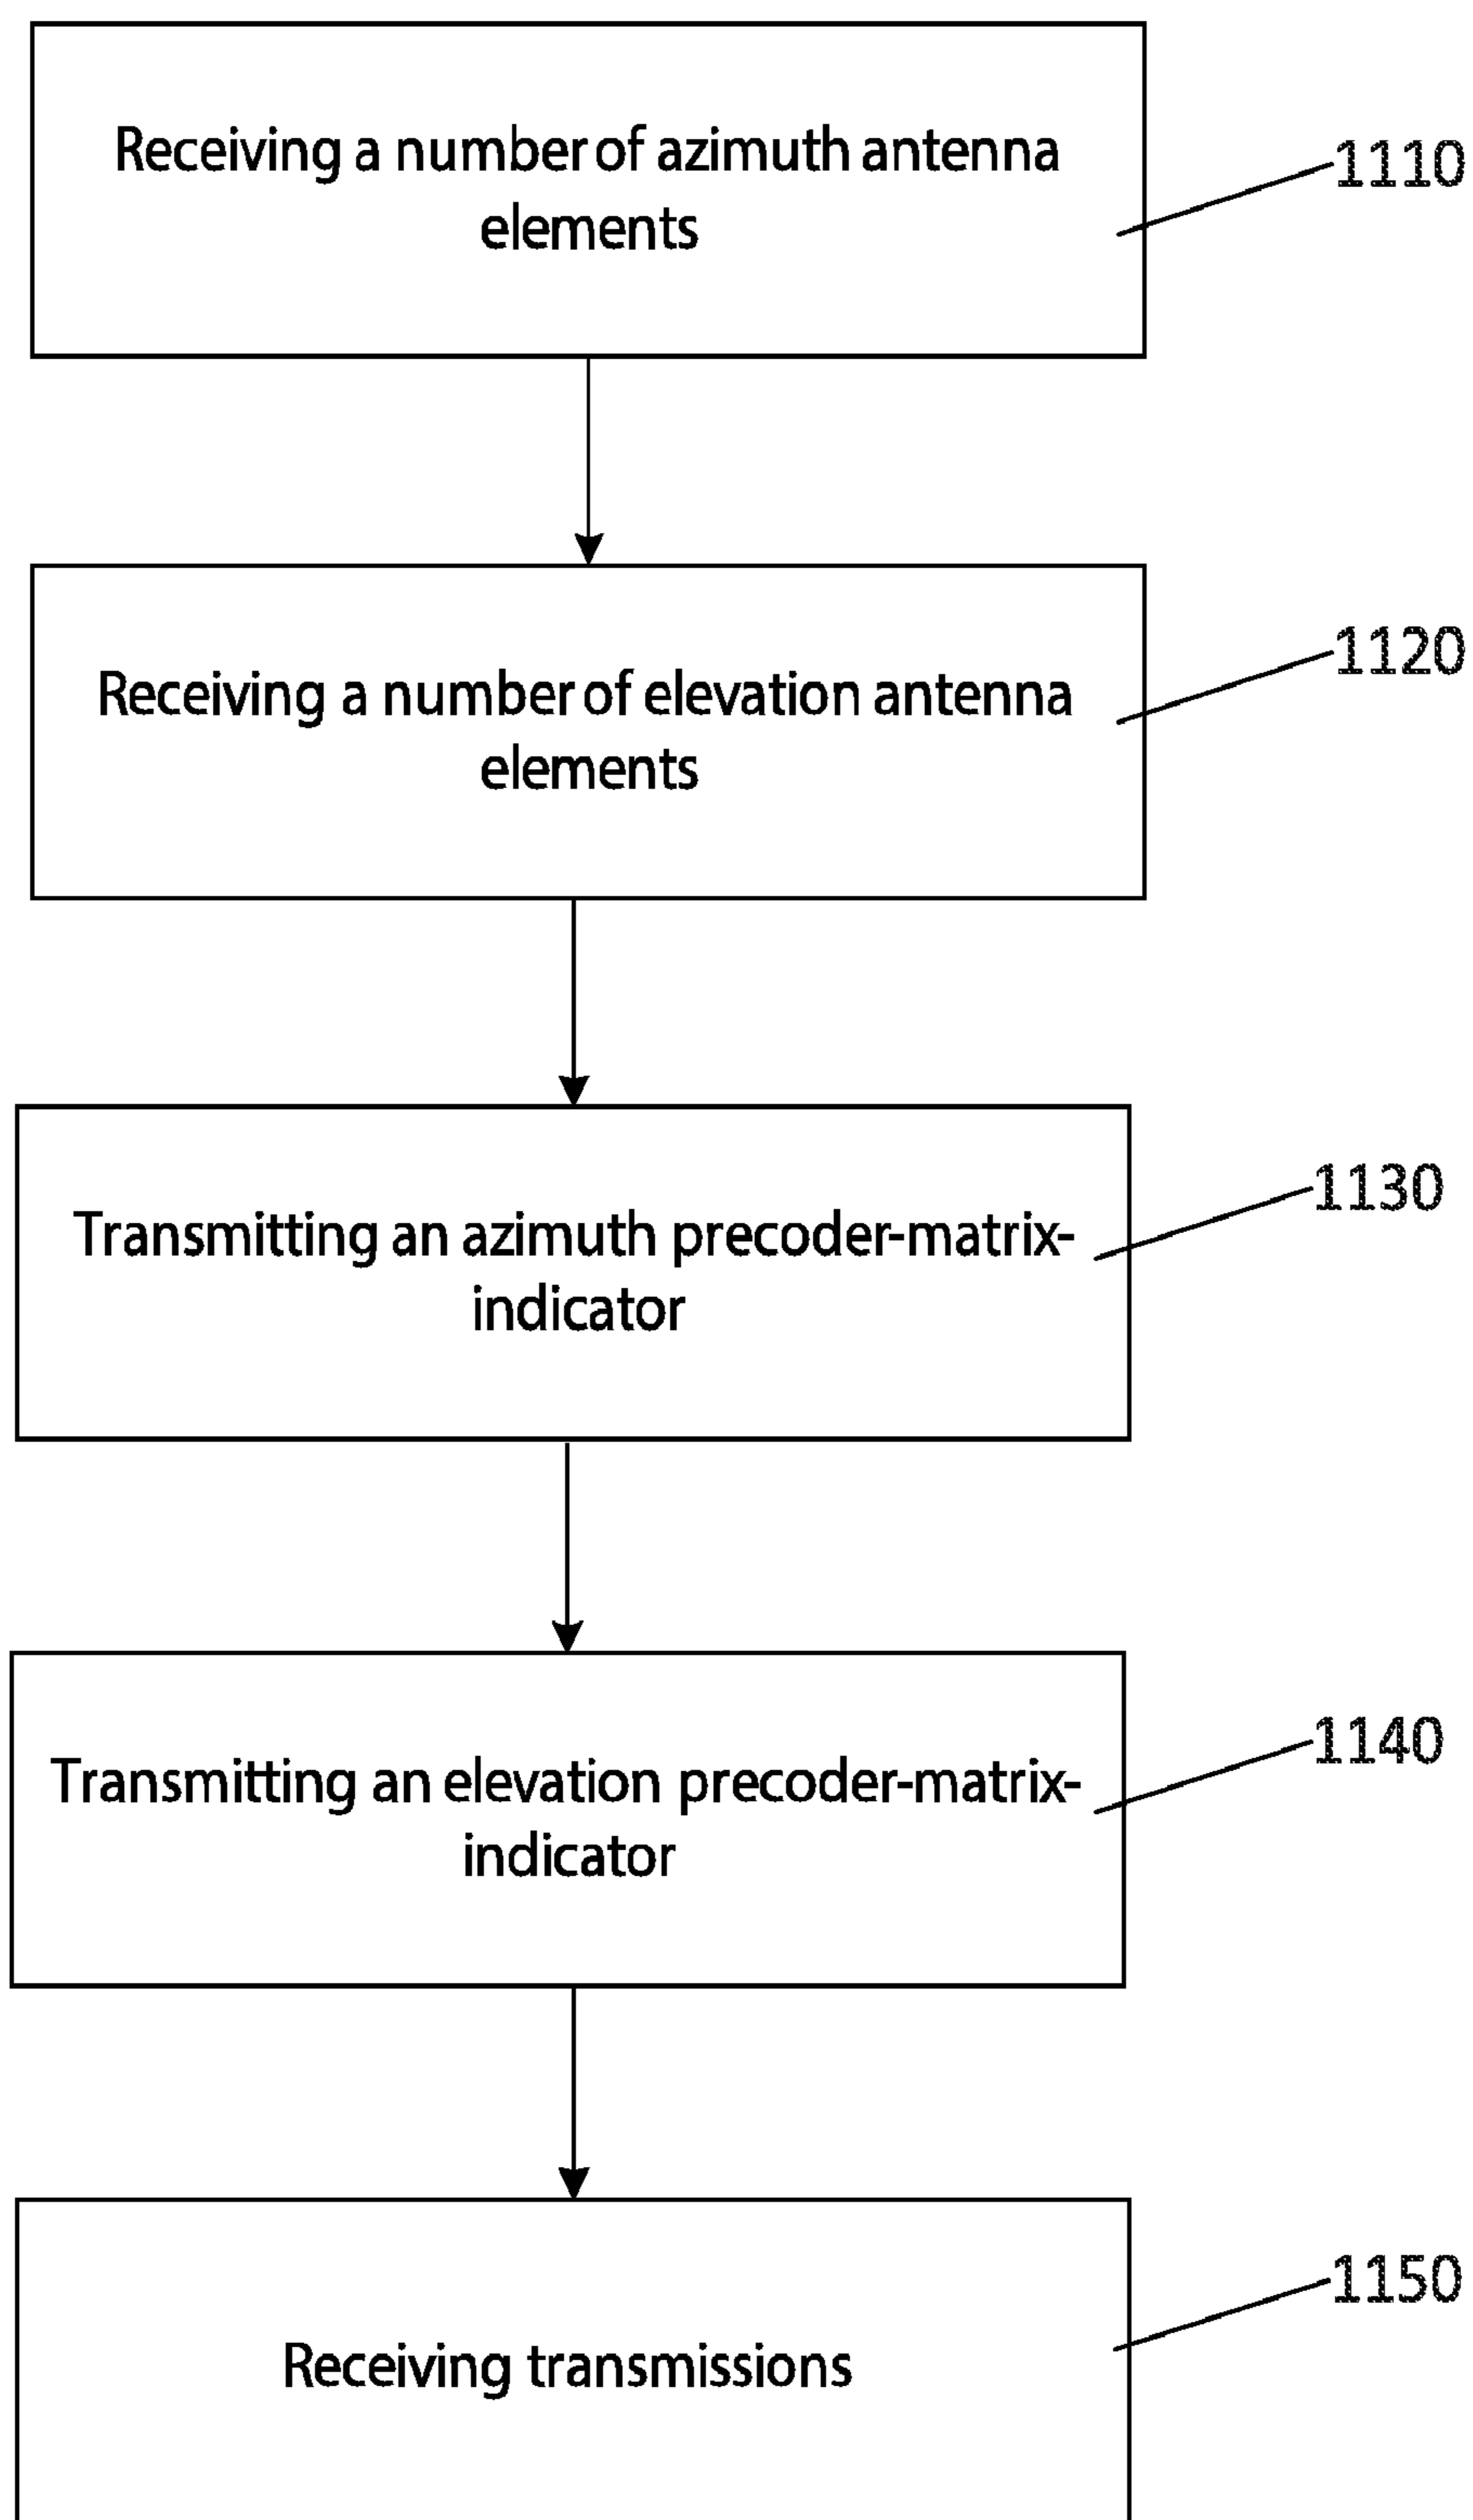 Receiving a number of azimuth antenna
elements
1110
Receiving a number of elevation antenna
elements
1120
Transmitting an azimuth precoder-matrix-
indicator
1130
Transmitting an elevation precoder-matrix-
indicator
1140
Receiving transmissions
1150